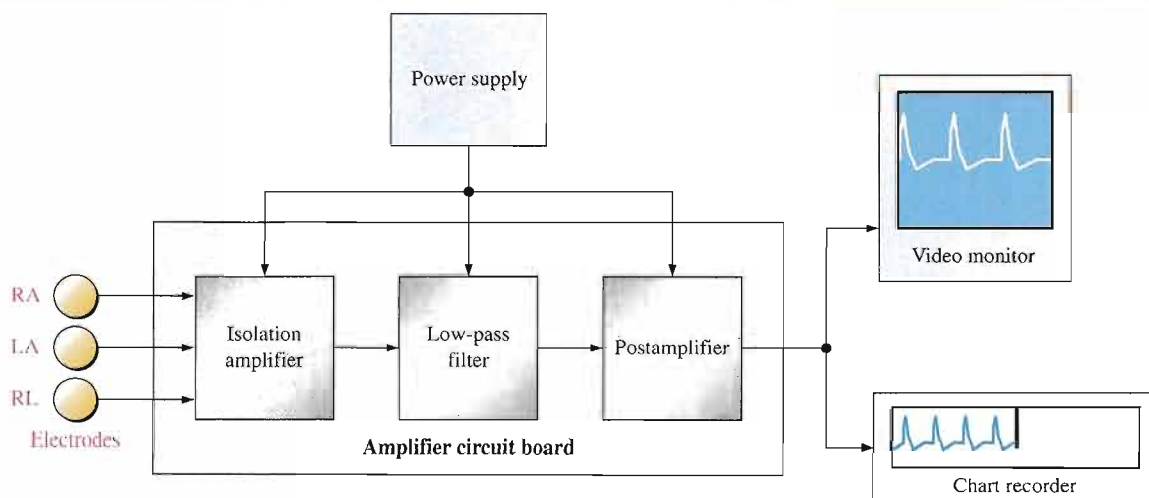 Power supply
Video monitor
RA
LA
RL
Electrodes
Isolation
amplifier
Low-pass
filter
Postamplifier
Amplifier circuit board
Chart recorder